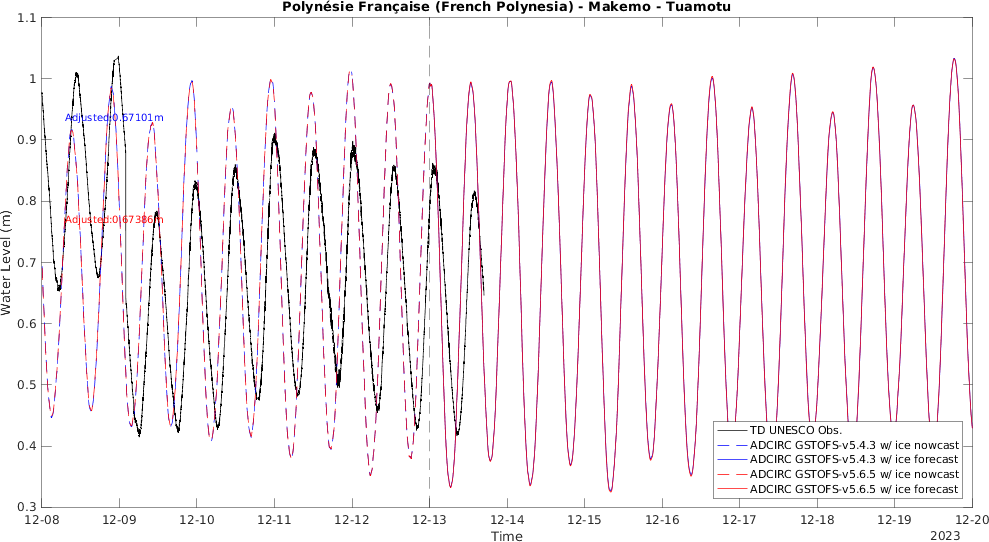 Polynésie Française (French Polynesia) - Makemo - Tuamotu
1.1
1
0.9
0.8
0.7
0.6
0.5
0.4
0.3
Water Level (m)
Adjusted:0.67101m
Adjusted:0.67386m
TD UNESCO Obs.
ADCIRC GSTOFS-v5.4.3 w/ ice nowcast
ADCIRC GSTOFS-v5.4.3 w/ ice forecast
ADCIRC GSTOFS-v5.6.5 w/ ice nowcast
ADCIRC GSTOFS-v5.6.5 w/ ice forecast
12-08 12-09 12-10 12-11 12-12 12-13 12-14 12-15 12-16 12-17 12-18 12-19 12-20
Time
2023